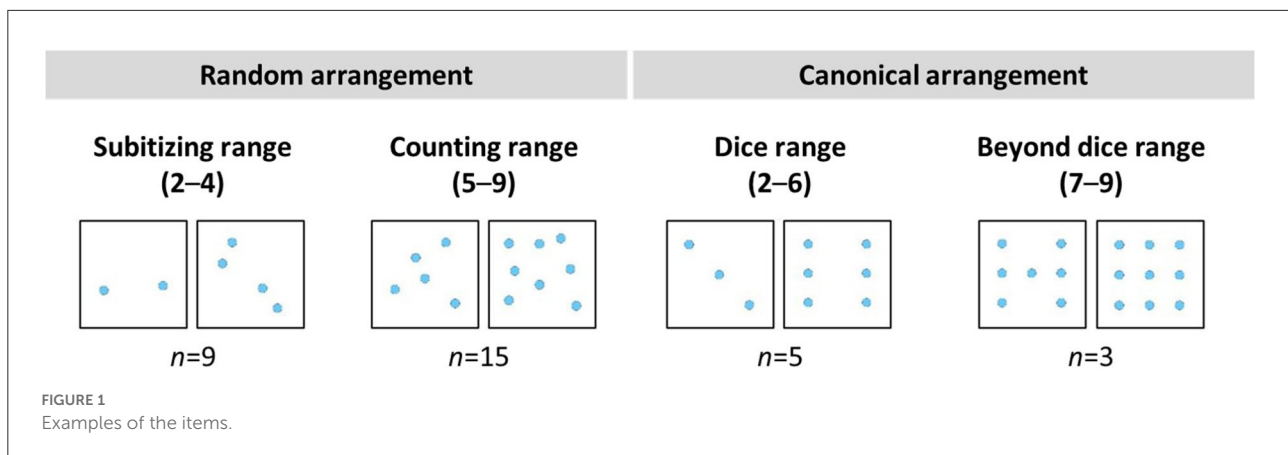 Random arrangement
Canonical arrangement
Subitizing range
(2–4)
Counting range
(5–9)
Dice range
(2–6)
Beyond dice range
(7–9)
n=9
n=15
n=5
n=3
FIGURE 1
Examples of the items.